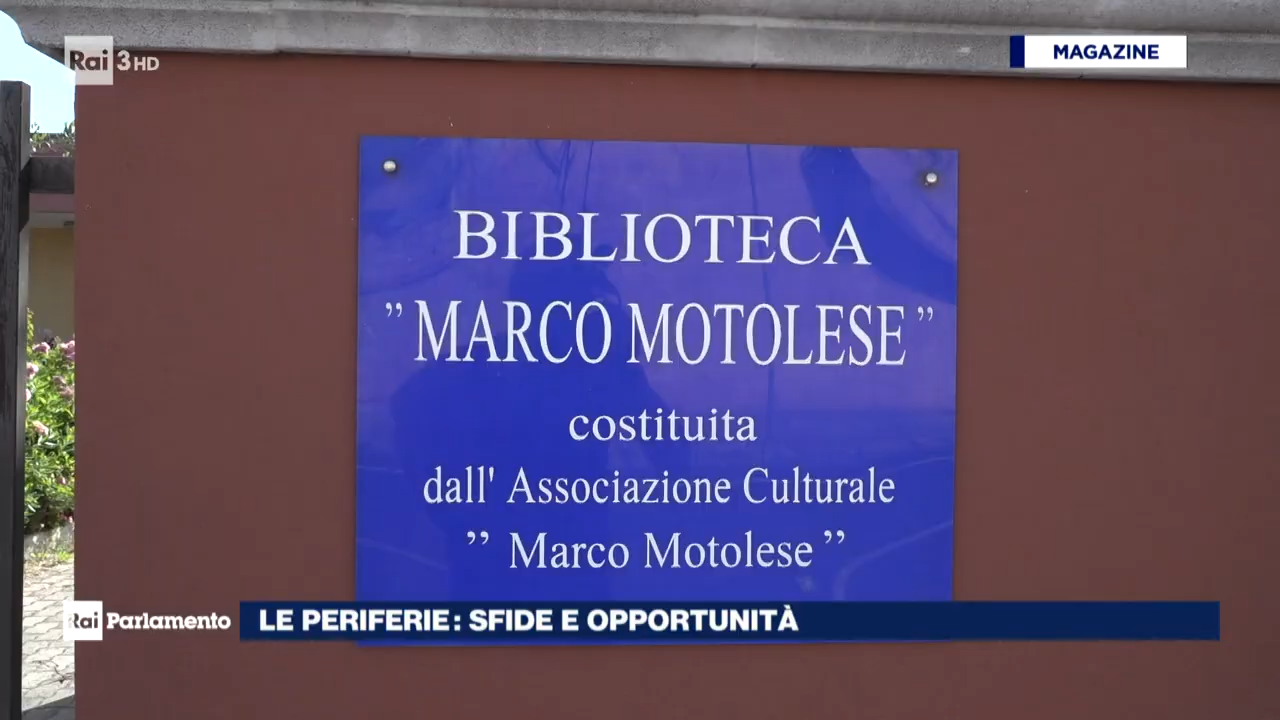 Rai 3HD
MAGAZINE
BIBLIOTECA
”MARCO MOTOLESE”
costituita
dall' Associazione Culturale
” Marco Motolese”
Rai Parlamento
LE PERIFERIE: SFIDE E OPPORTUNITÀ